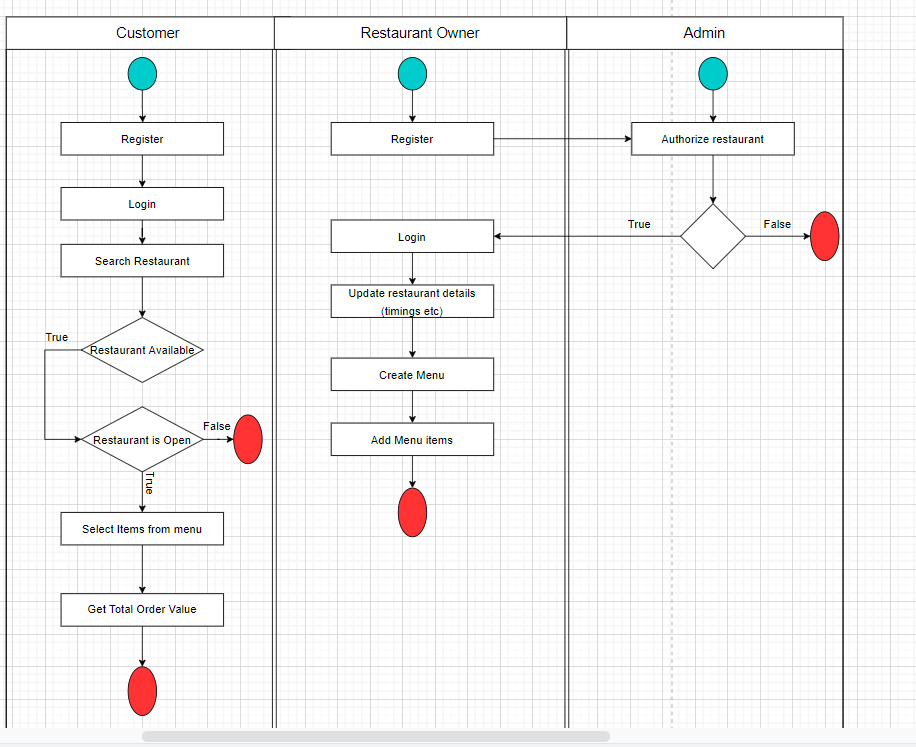 Customer
Restaurant Owner
Admin
Register
Register
Authorize restaurant
Login
True
False
Login
Search Restaurant
Update restaurant details
(timings etc)
True
Restaurant Available
Create Menu
False
Restaurant is Open
Add Menu items
True
Select Items from menu
Get Total Order Value